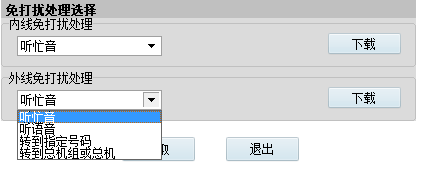 免打扰处理选择
内线免打扰处理
听忙音
下载
外线免打扰处理
听忙音
下载
听忙音
听语音
转到指定号码
转到总机组或总机
取
退出